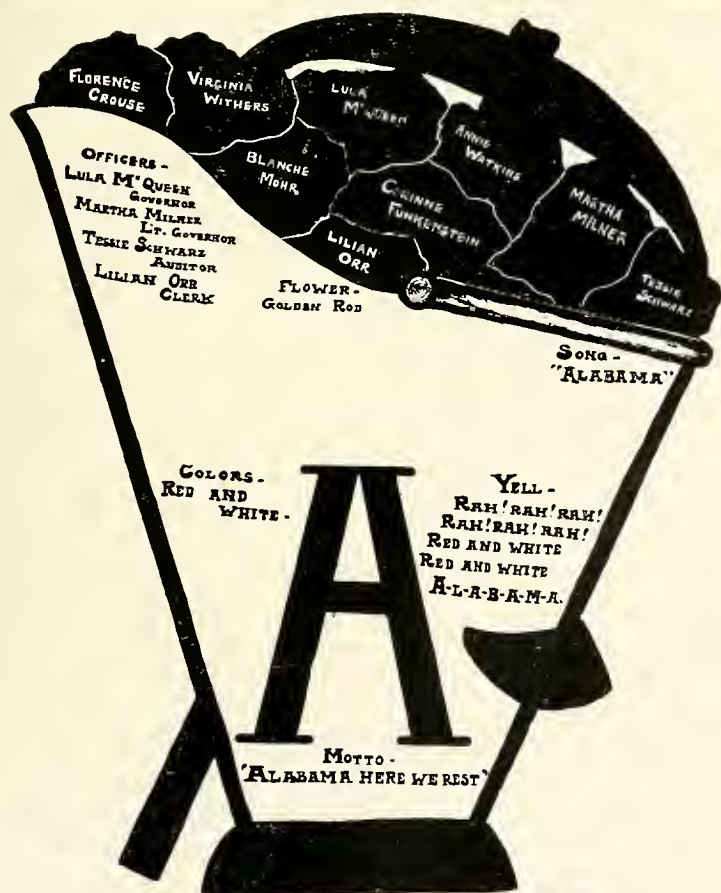 FLORENCE
CROUSE
VIRGINIA
WITHERS
LULA
McQUEEN
ANNIE
WATKINS
MARTHA
MILNER
TESSIE
SCHWARZ
BLANCHE
MOHR
CORINNE
FUNKENSTEIN
LILIAN
ORR
OFFICERS-
LULA McQUEEN
GOVERNOR
MARTHA MILNER
LT. GOVERNOR
TESSIE SCHWARZ
AUDITOR
LILIAN ORR
CLERK
FLOWER-
GOLDEN ROD
SONG-
"ALABAMA"
COLORS-
RED AND
WHITE-
A
YELL-
RAH! RAH! RAH!
RAH! RAH! RAH!
RED AND WHITE
RED AND WHITE
A-L-A-B-A-M-A.
MOTTO-
"ALABAMA HERE WE REST"